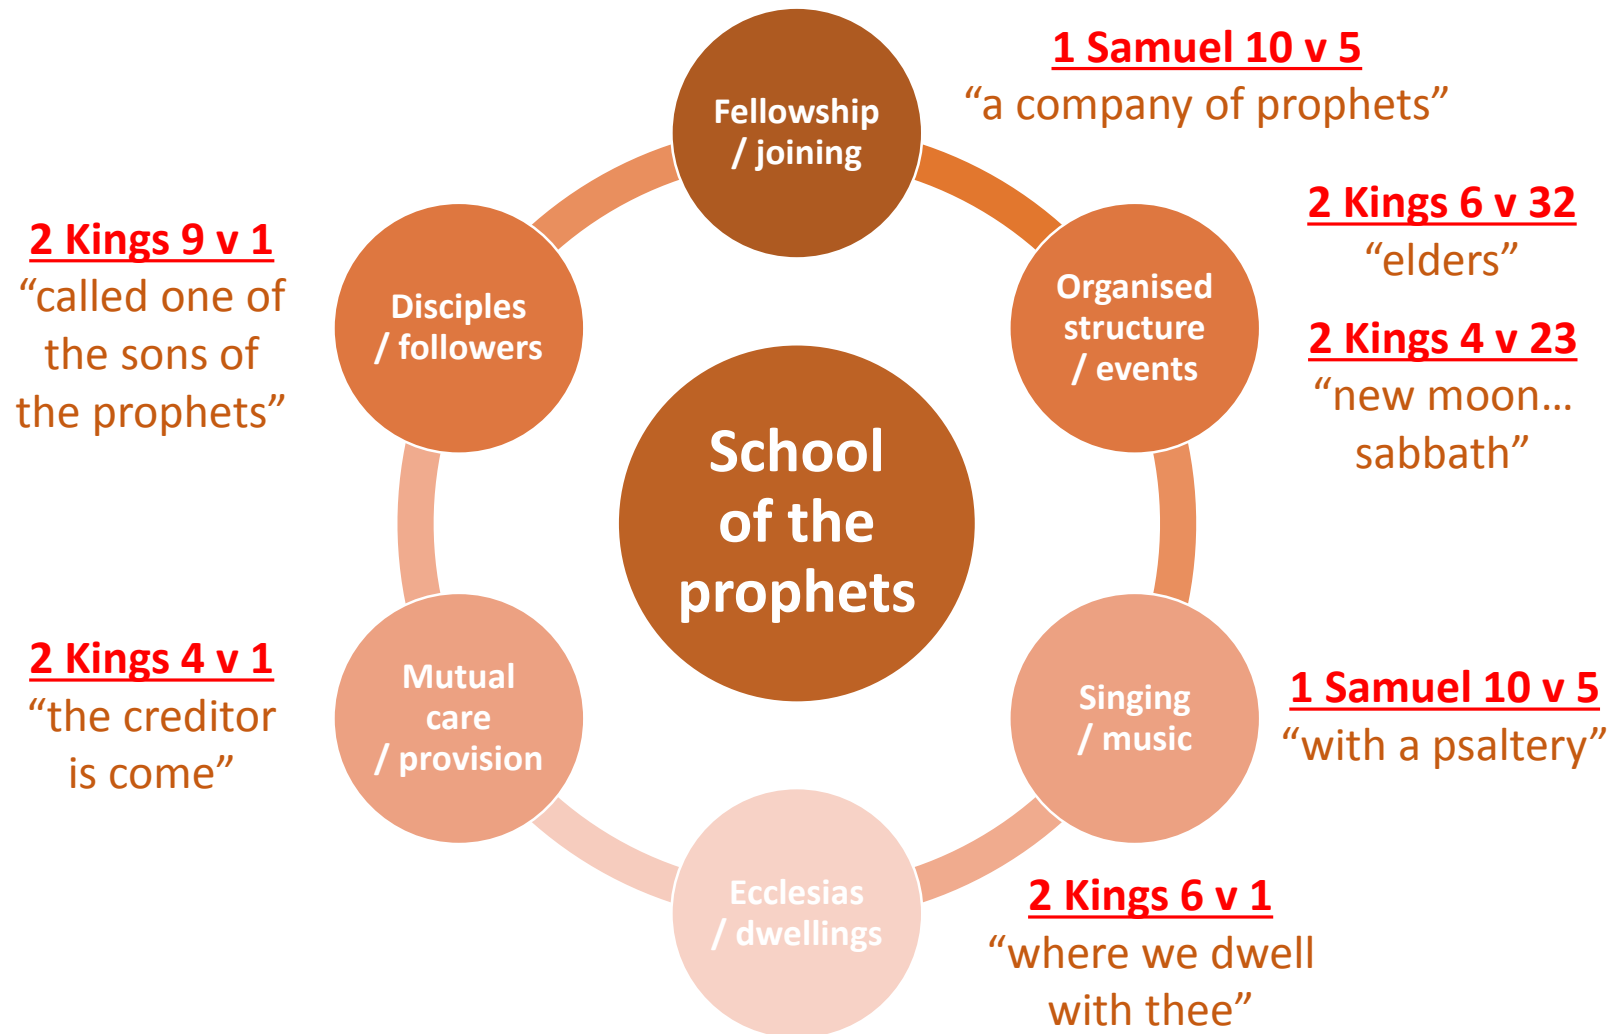 Fellowship
/ joining
1 Samuel 10 v 5
“a company of prophets”
Organised
structure
/ events
2 Kings 6 v 32
“elders”
2 Kings 4 v 23
“new moon…
sabbath”
Singing
/ music
1 Samuel 10 v 5
“with a psaltery”
Ecclesias
/ dwellings
2 Kings 6 v 1
“where we dwell
with thee”
Mutual
care
/ provision
2 Kings 4 v 1
“the creditor
is come”
Disciples
/ followers
2 Kings 9 v 1
“called one of
the sons of
the prophets”
School
of the
prophets